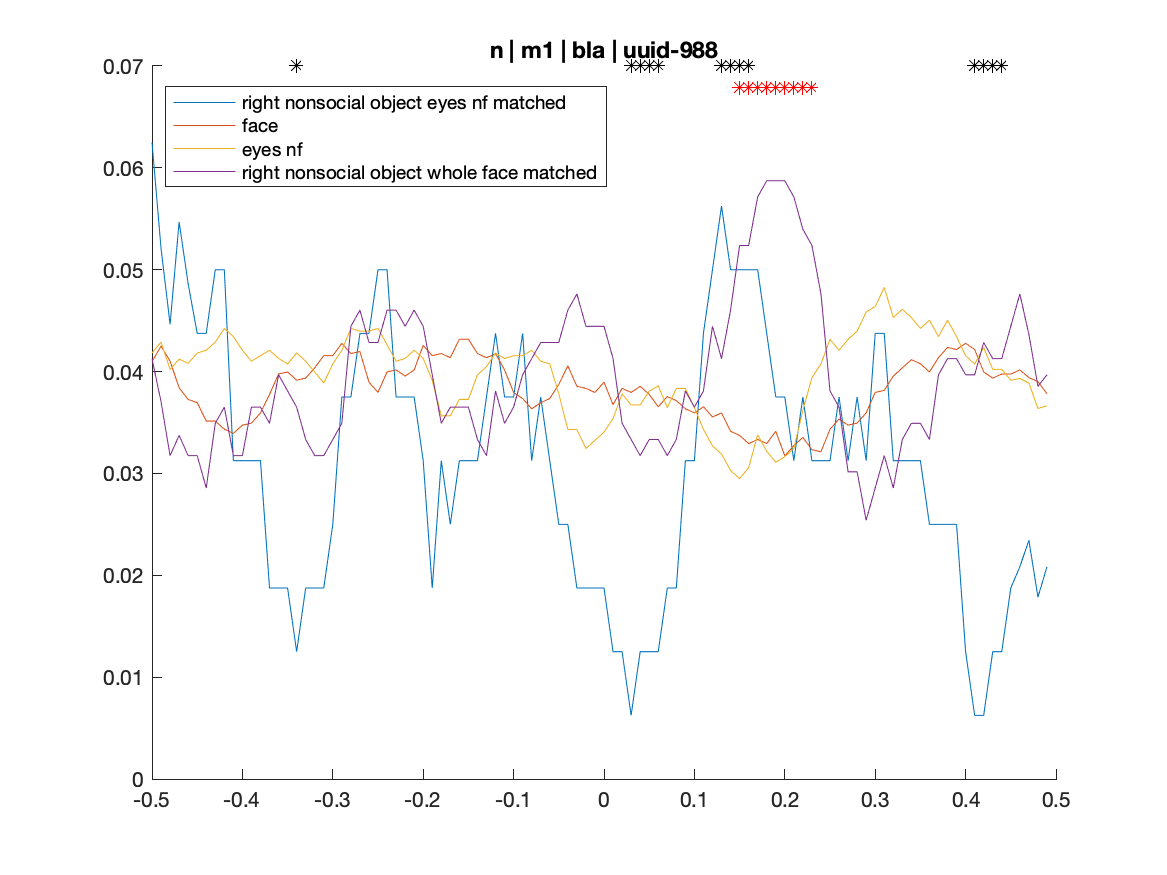 n | m1 | bla | uuid-988
0.07
0.06
0.05
0.04
0.03
0.02
0.01
0
right nonsocial object eyes nf matched
face
eyes nf
right nonsocial object whole face matched
-0.5 -0.4 -0.3 -0.2 -0.1 0 0.1 0.2 0.3 0.4 0.5